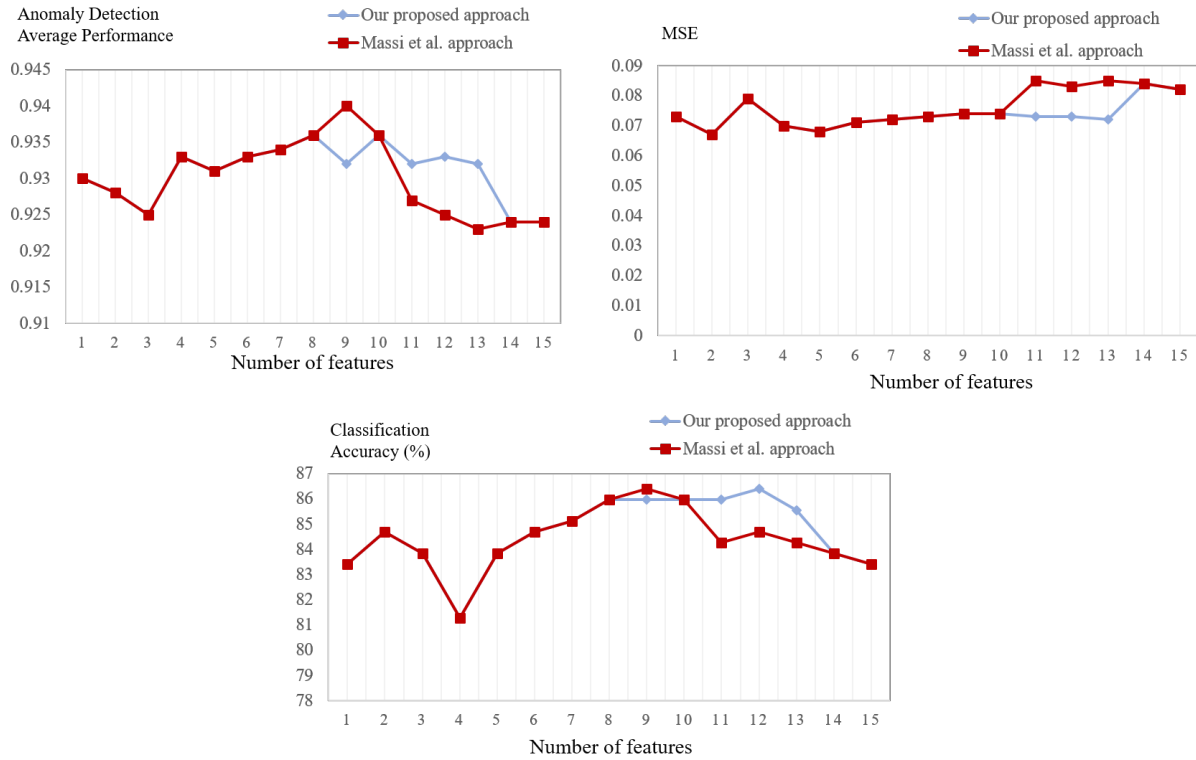 Anomaly Detection
Average Performance
Our proposed approach
Massi et al. approach
0.945
0.94
0.935
0.93
0.925
0.92
0.915
0.91
1 2 3 4 5 6 7 8 9 10 11 12 13 14 15
Number of features
MSE
Our proposed approach
Massi et al. approach
0.09
0.08
0.07
0.06
0.05
0.04
0.03
0.02
0.01
0
1 2 3 4 5 6 7 8 9 10 11 12 13 14 15
Number of features
Classification
Accuracy (%)
Our proposed approach
Massi et al. approach
87
86
85
84
83
82
81
80
79
78
1 2 3 4 5 6 7 8 9 10 11 12 13 14 15
Number of features